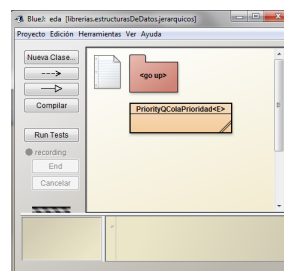 BlueJ: eda [librerias.estructurasDeDatos.jerarquicos]
Proyecto Edición Herramientas Ver Ayuda
Nueva Clase...
<go up>
Compilar
PriorityQColaPrioridad<E>
Run Tests
recording
End
Cancelar